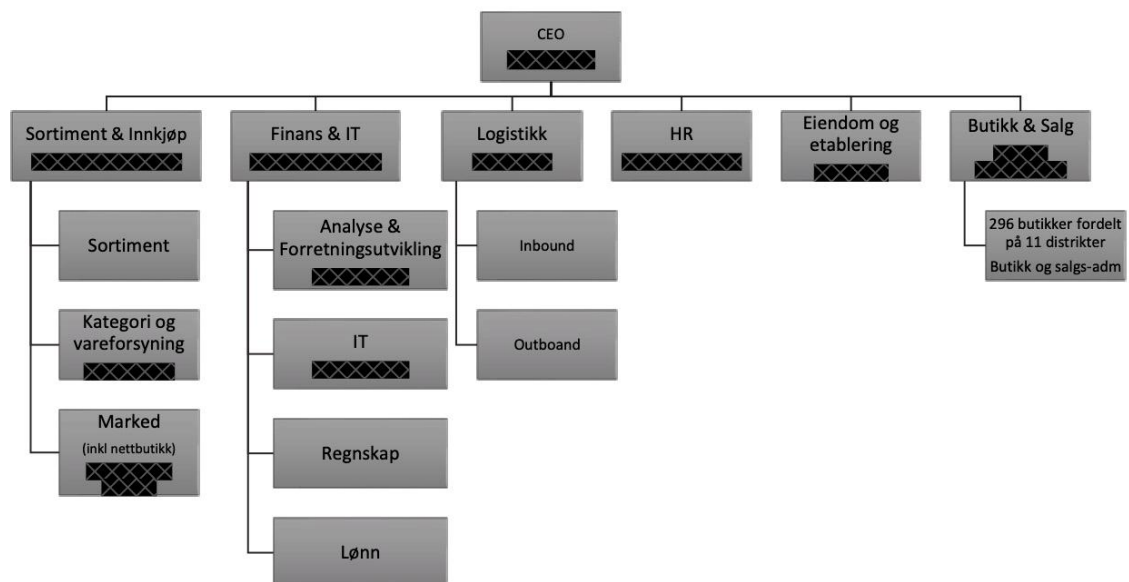 CEO
Sortiment & Innkjøp
Finans & IT
Logistikk
HR
Eiendom og
etablering
Butikk & Salg
Sortiment
Kategori og
vareforsyning
Marked
(inkl nettbutikk)
Analyse &
Forretningsutvikling
IT
Regnskap
Lønn
Inbound
Outboand
296 butikker fordelt
på 11 distrikter
Butikk og salgs-adm